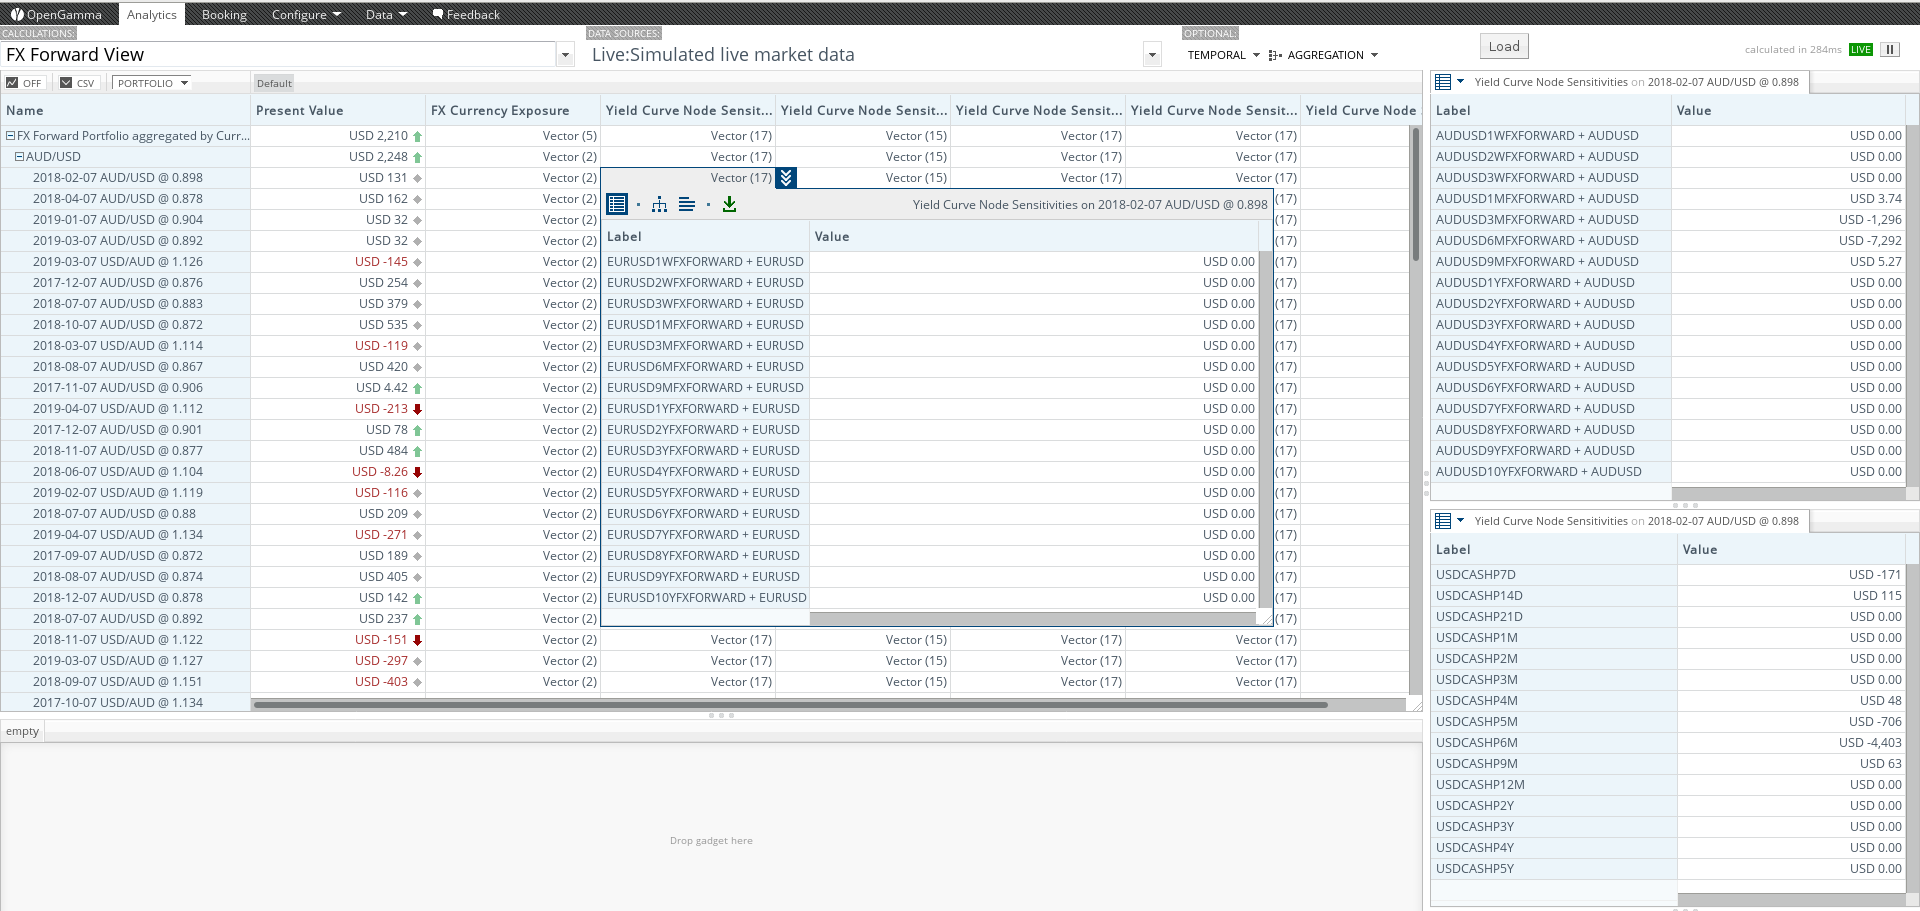 OpenGamma Analytics Booking Configure Data Feedback
CALCULATIONS: DATA SOURCES: OPTIONAL:
FX Forward View Live:Simulated live market data TEMPORAL AGGREGATION Load calculated in 284ms LIVE
OFF CSV PORTFOLIO Default
Name Present Value FX Currency Exposure Yield Curve Node Sensit... Yield Curve Node Sensit... Yield Curve Node Sensit... Yield Curve Node Sensit... Yield Curve Node
FX Forward Portfolio aggregated by Curr... USD 2,210 Vector (5) Vector (17) Vector (15) Vector (17) Vector (17)
AUD/USD USD 2,248 Vector (2) Vector (17) Vector (15) Vector (17) Vector (17)
2018-02-07 AUD/USD @ 0.898 USD 131 Vector (2) Vector (17) Vector (15) Vector (17) Vector (17)
2018-04-07 AUD/USD @ 0.878 USD 162 Vector (2) (17)
2019-01-07 AUD/USD @ 0.904 USD 32 Vector (2) (17)
2019-03-07 AUD/USD @ 0.892 USD 32 Vector (2) (17)
2019-03-07 USD/AUD @ 1.126 USD -145 Vector (2) (17)
2017-12-07 AUD/USD @ 0.876 USD 254 Vector (2) (17)
2018-07-07 AUD/USD @ 0.883 USD 379 Vector (2) (17)
2018-10-07 AUD/USD @ 0.872 USD 535 Vector (2) (17)
2018-03-07 USD/AUD @ 1.114 USD -119 Vector (2) (17)
2018-08-07 AUD/USD @ 0.867 USD 420 Vector (2) (17)
2017-11-07 AUD/USD @ 0.906 USD 4.42 Vector (2) (17)
2019-04-07 USD/AUD @ 1.112 USD -213 Vector (2) (17)
2017-12-07 AUD/USD @ 0.901 USD 78 Vector (2) (17)
2018-11-07 AUD/USD @ 0.877 USD 484 Vector (2) (17)
2018-06-07 USD/AUD @ 1.104 USD -8.26 Vector (2) (17)
2019-02-07 USD/AUD @ 1.119 USD -116 Vector (2) (17)
2018-07-07 AUD/USD @ 0.88 USD 209 Vector (2) (17)
2019-04-07 USD/AUD @ 1.134 USD -271 Vector (2) (17)
2017-09-07 AUD/USD @ 0.872 USD 189 Vector (2) (17)
2018-08-07 AUD/USD @ 0.874 USD 405 Vector (2) (17)
2018-12-07 AUD/USD @ 0.878 USD 142 Vector (2) (17)
2018-07-07 AUD/USD @ 0.892 USD 237 Vector (2) (17)
2018-11-07 USD/AUD @ 1.122 USD -151 Vector (2) Vector (17) Vector (15) Vector (17) Vector (17)
2019-03-07 USD/AUD @ 1.127 USD -297 Vector (2) Vector (17) Vector (15) Vector (17) Vector (17)
2018-09-07 USD/AUD @ 1.151 USD -403 Vector (2) Vector (17) Vector (15) Vector (17) Vector (17)
2017-10-07 USD/AUD @ 1.134
Yield Curve Node Sensitivities on 2018-02-07 AUD/USD @ 0.898
Label Value
EURUSD1WFXFORWARD + EURUSD USD 0.00
EURUSD2WFXFORWARD + EURUSD USD 0.00
EURUSD3WFXFORWARD + EURUSD USD 0.00
EURUSD1MFXFORWARD + EURUSD USD 0.00
EURUSD3MFXFORWARD + EURUSD USD 0.00
EURUSD6MFXFORWARD + EURUSD USD 0.00
EURUSD9MFXFORWARD + EURUSD USD 0.00
EURUSD1YFXFORWARD + EURUSD USD 0.00
EURUSD2YFXFORWARD + EURUSD USD 0.00
EURUSD3YFXFORWARD + EURUSD USD 0.00
EURUSD4YFXFORWARD + EURUSD USD 0.00
EURUSD5YFXFORWARD + EURUSD USD 0.00
EURUSD6YFXFORWARD + EURUSD USD 0.00
EURUSD7YFXFORWARD + EURUSD USD 0.00
EURUSD8YFXFORWARD + EURUSD USD 0.00
EURUSD9YFXFORWARD + EURUSD USD 0.00
EURUSD10YFXFORWARD + EURUSD USD 0.00
empty
Drop gadget here
Yield Curve Node Sensitivities on 2018-02-07 AUD/USD @ 0.898
Label Value
AUDUSD1WFXFORWARD + AUDUSD USD 0.00
AUDUSD2WFXFORWARD + AUDUSD USD 0.00
AUDUSD3WFXFORWARD + AUDUSD USD 0.00
AUDUSD1MFXFORWARD + AUDUSD USD 3.74
AUDUSD3MFXFORWARD + AUDUSD USD -1,296
AUDUSD6MFXFORWARD + AUDUSD USD -7,292
AUDUSD9MFXFORWARD + AUDUSD USD 5.27
AUDUSD1YFXFORWARD + AUDUSD USD 0.00
AUDUSD2YFXFORWARD + AUDUSD USD 0.00
AUDUSD3YFXFORWARD + AUDUSD USD 0.00
AUDUSD4YFXFORWARD + AUDUSD USD 0.00
AUDUSD5YFXFORWARD + AUDUSD USD 0.00
AUDUSD6YFXFORWARD + AUDUSD USD 0.00
AUDUSD7YFXFORWARD + AUDUSD USD 0.00
AUDUSD8YFXFORWARD + AUDUSD USD 0.00
AUDUSD9YFXFORWARD + AUDUSD USD 0.00
AUDUSD10YFXFORWARD + AUDUSD USD 0.00
Yield Curve Node Sensitivities on 2018-02-07 AUD/USD @ 0.898
Label Value
USDCASHP7D USD -171
USDCASHP14D USD 115
USDCASHP21D USD 0.00
USDCASHP1M USD 0.00
USDCASHP2M USD 0.00
USDCASHP3M USD 0.00
USDCASHP4M USD 48
USDCASHP5M USD -706
USDCASHP6M USD -4,403
USDCASHP9M USD 63
USDCASHP12M USD 0.00
USDCASHP2Y USD 0.00
USDCASHP3Y USD 0.00
USDCASHP4Y USD 0.00
USDCASHP5Y USD 0.00